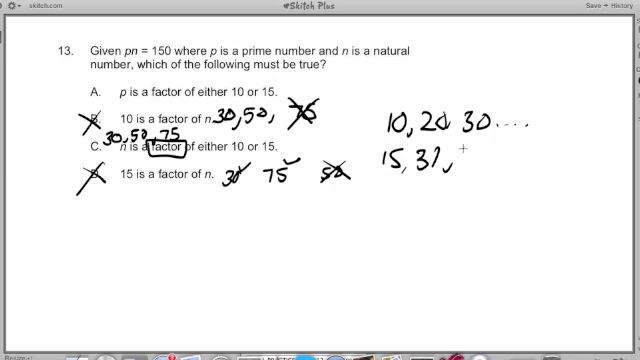 skitch.com
Skitch Plus
Save → History
13. Given pn = 150 where p is a prime number and n is a natural
number, which of the following must be true?
A. p is a factor of either 10 or 15.
B. 10 is a factor of n. 30, 50, 75
30, 50, 75
C. n is a factor of either 10 or 15.
D. 15 is a factor of n. 30 75 50
10, 20 30 ....
15, 31,